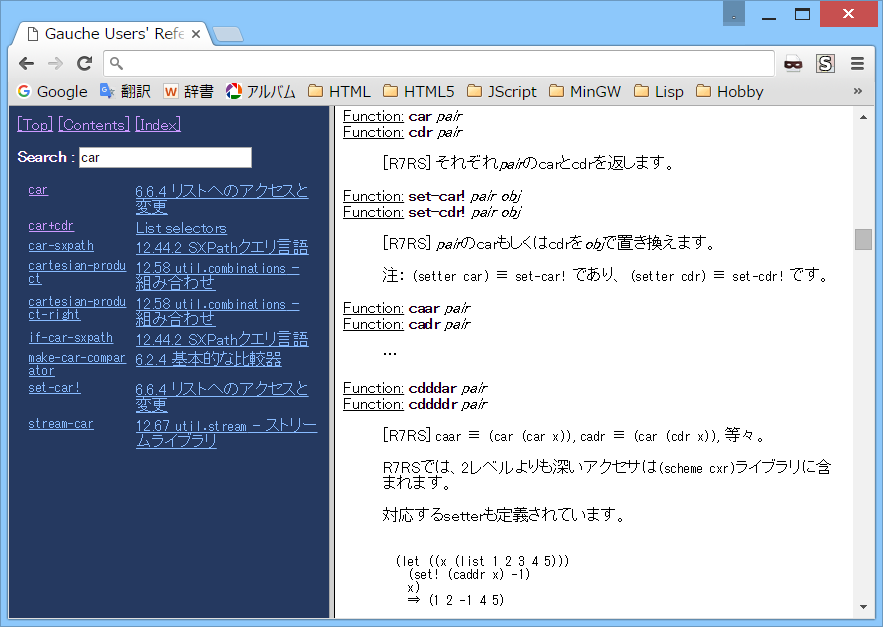 Gauche Users' Refe
Google 翻訳 辞書 アルバム HTML HTML5 JScript MinGW Lisp Hobby »
[Top] [Contents] [Index]
Search : car
car 6.6.4 リストへのアクセスと
変更
car+cdr List selectors
car-sxpath 12.44.2 SXPathクエリ言語
cartesian-produ 12.58 util.combinations -
ct 組み合わせ
cartesian-produ 12.58 util.combinations -
ct-right 組み合わせ
if-car-sxpath 12.44.2 SXPathクエリ言語
make-car-compar 6.2.4 基本的な比較器
ator
set-car! 6.6.4 リストへのアクセスと
変更
stream-car 12.67 util.stream - ストリー
ムライブラリ
Function: car pair
Function: cdr pair
[R7RS] それぞれpairのcarとcdrを返します。
Function: set-car! pair obj
Function: set-cdr! pair obj
[R7RS] pairのcarもしくはcdrをobjで置き換えます。
注: (setter car) ≡ set-car! であり、 (setter cdr) ≡ set-cdr! です。
Function: caar pair
Function: cadr pair
…
Function: cdddar pair
Function: cddddr pair
[R7RS] caar ≡ (car (car x)), cadr ≡ (car (cdr x)), 等々。
R7RSでは、2レベルよりも深いアクセサは(scheme cxr)ライブラリに含
まれます。
対応するsetterも定義されています。
(let ((x (list 1 2 3 4 5)))
(set! (caddr x) -1)
x)
⇒ (1 2 -1 4 5)